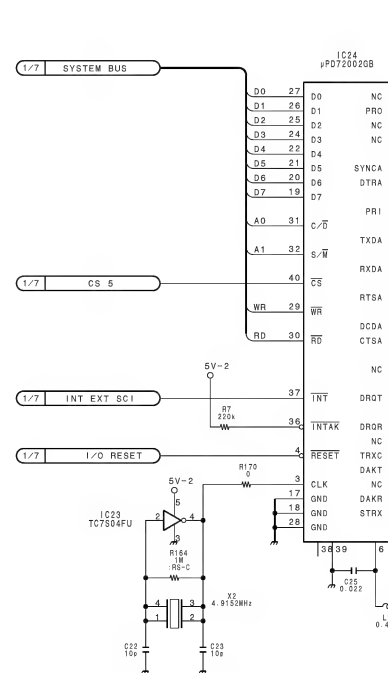 IC24
μPD72002GB
1/7 SYSTEM BUS
D0 27 D0 NC
D1 26 D1 PRO
D2 25 D2 NC
D3 24 D3 NC
D4 22 D4
D5 21 D5 SYNCA
D6 20 D6 DTRA
D7 19 D7
PRI
A0 31 C/D
TXDA
A1 32 S/M
RXDA
1/7 CS 5 40 CS
RTSA
WR 29 WR
DCDA
RD 30 RD CTSA
5V-2
NC
1/7 INT EXT SCI 37 INT DRQT
R7
220k
36 INTAK DRQR
NC
1/7 I/O RESET 4 RESET TRXC
R170
0
DAKT
5V-2
3 CLK NC
5
17 GND DAKR
IC23
TC7S04FU
2 4
18 GND STRX
28 GND
3
R164
1M
:RS-C
38 39 6
X2
4.9152MHz
4 3
1 2
C25
0.022
L
0.4
C22
10p
C23
10p